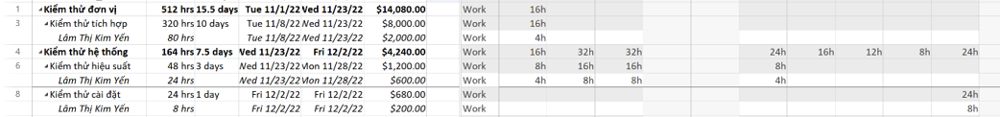 1 Kiểm thử đơn vị 512 hrs 15.5 days Tue 11/1/22 Wed 11/23/22 $14,080.00 Work 16h
3 Kiểm thử tích hợp 320 hrs 10 days Tue 11/8/22 Wed 11/23/22 $8,000.00 Work 16h
Lâm Thị Kim Yến 80 hrs Tue 11/8/22 Wed 11/23/22 $2,000.00 Work 4h
4 Kiểm thử hệ thống 164 hrs 7.5 days Wed 11/23/22 Fri 12/2/22 $4,240.00 Work 16h 32h 32h 24h 16h 12h 8h 24h
6 Kiểm thử hiệu suất 48 hrs 3 days Wed 11/23/22 Mon 11/28/22 $1,200.00 Work 8h 16h 16h 8h
Lâm Thị Kim Yến 24 hrs Wed 11/23/22 Mon 11/28/22 $600.00 Work 4h 8h 8h 4h
8 Kiểm thử cài đặt 24 hrs 1 day Fri 12/2/22 Fri 12/2/22 $680.00 Work 24h
Lâm Thị Kim Yến 8 hrs Fri 12/2/22 Fri 12/2/22 $200.00 Work 8h